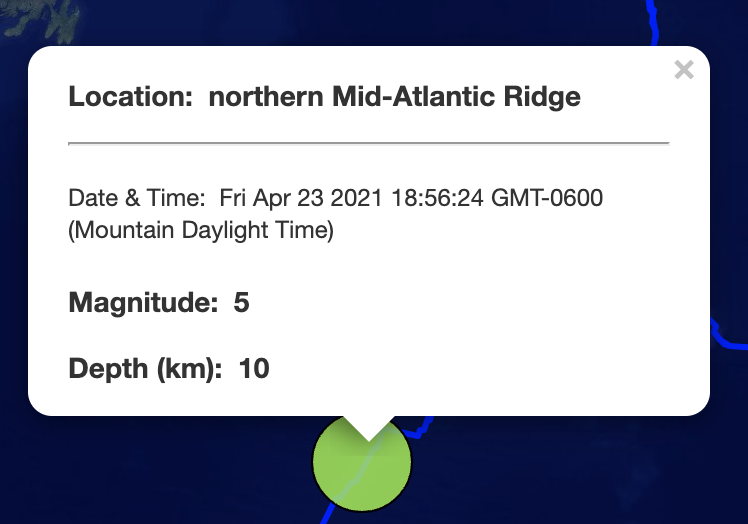 ×
Location:  northern Mid-Atlantic Ridge
Date & Time:  Fri Apr 23 2021 18:56:24 GMT-0600
(Mountain Daylight Time)
Magnitude:  5
Depth (km):  10